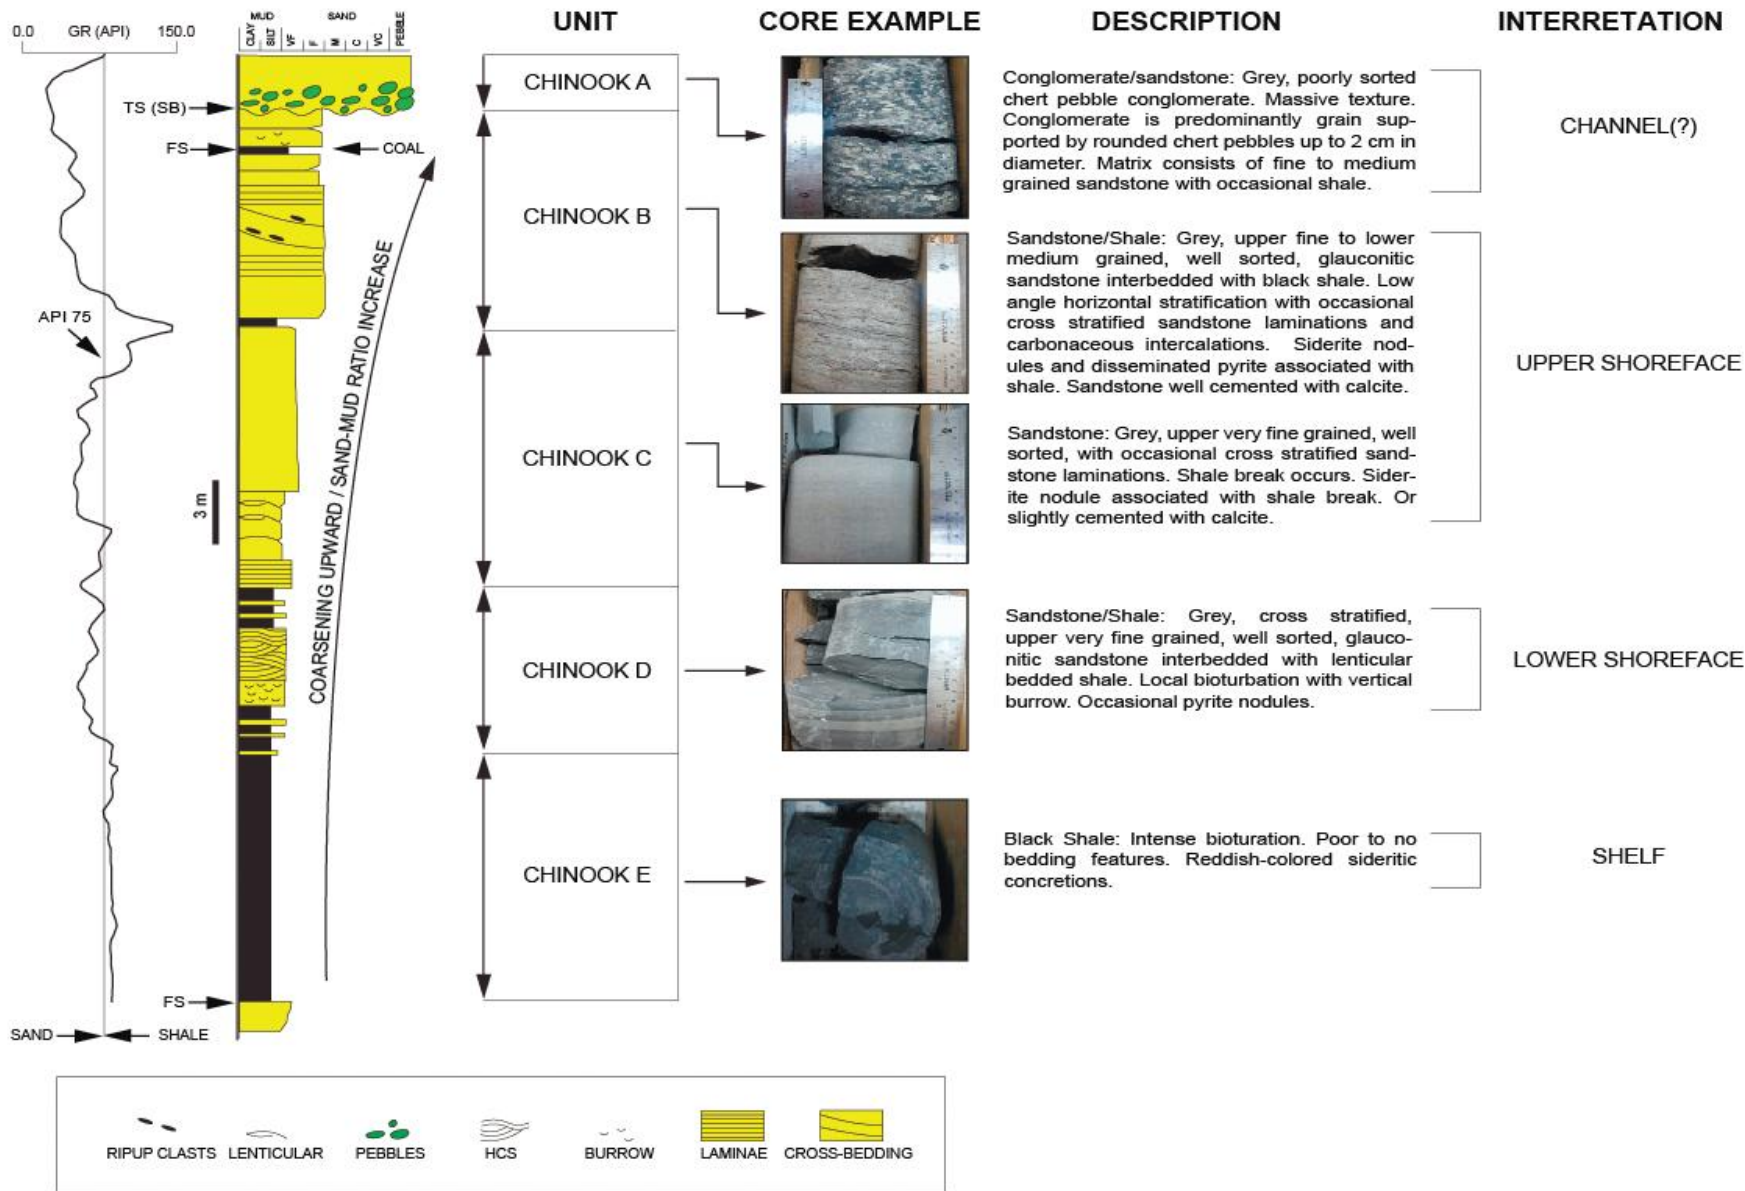 UNIT
CORE EXAMPLE
DESCRIPTION
INTERRETATION
0.0
GR (API)
150.0
MUD
SAND
CLAY
SILT
VF
F
M
C
VC
PEBBLE
TS (SB)
FS
COAL
API 75
3 m
COARSENING UPWARD / SAND-MUD RATIO INCREASE
FS
SAND
SHALE
CHINOOK A
Conglomerate/sandstone: Grey, poorly sorted
chert pebble conglomerate. Massive texture.
Conglomerate is predominantly grain sup-
ported by rounded chert pebbles up to 2 cm in
diameter. Matrix consists of fine to medium
grained sandstone with occasional shale.
CHANNEL(?)
CHINOOK B
Sandstone/Shale: Grey, upper fine to lower
medium grained, well sorted, glauconitic
sandstone interbedded with black shale. Low
angle horizontal stratification with occasional
cross stratified sandstone laminations and
carbonaceous intercalations. Siderite nod-
ules and disseminated pyrite associated with
shale. Sandstone well cemented with calcite.
UPPER SHOREFACE
CHINOOK C
Sandstone: Grey, upper very fine grained, well
sorted, with occasional cross stratified sand-
stone laminations. Shale break occurs. Sider-
ite nodule associated with shale break. Or
slightly cemented with calcite.
CHINOOK D
Sandstone/Shale: Grey, cross stratified,
upper very fine grained, well sorted, glauco-
nitic sandstone interbedded with lenticular
bedded shale. Local bioturbation with vertical
burrow. Occasional pyrite nodules.
LOWER SHOREFACE
CHINOOK E
Black Shale: Intense bioturation. Poor to no
bedding features. Reddish-colored sideritic
concretions.
SHELF
RIPUP CLASTS
LENTICULAR
PEBBLES
HCS
BURROW
LAMINAE
CROSS-BEDDING